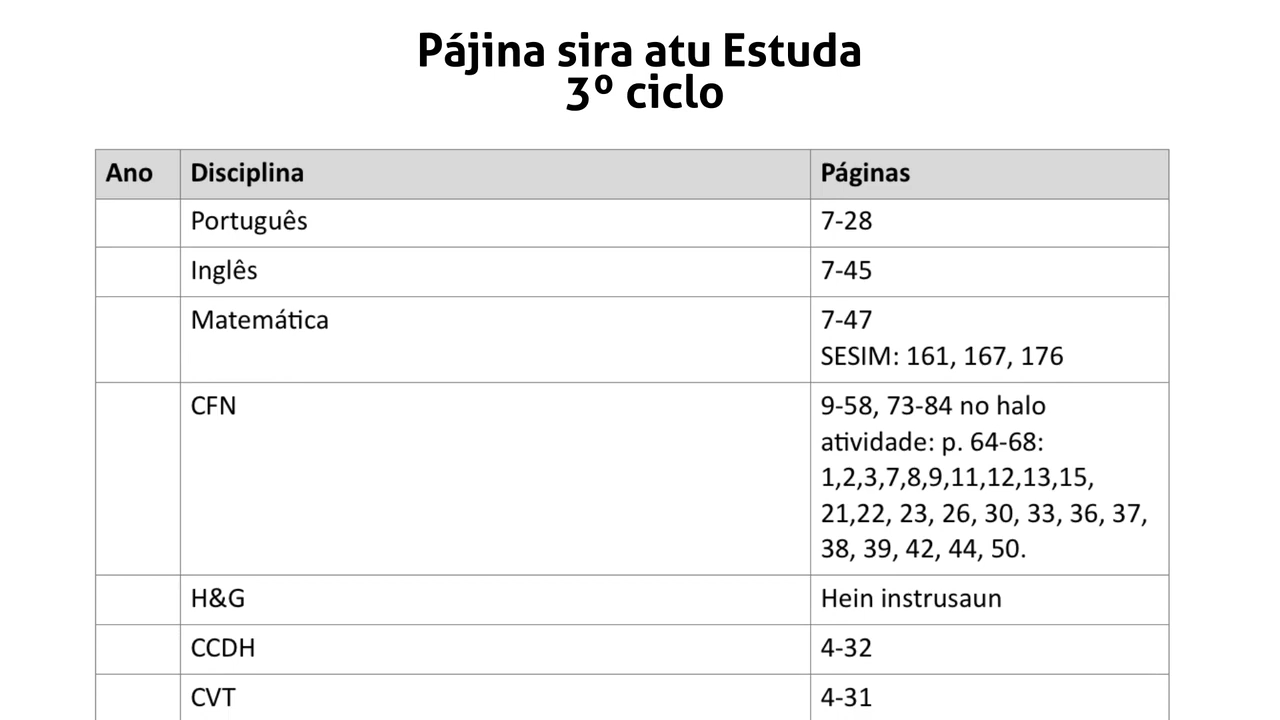 Pájina sira atu Estuda
3º ciclo
Ano Disciplina Páginas
Português 7-28
Inglês 7-45
Matemática 7-47
SESIM: 161, 167, 176
CFN 9-58, 73-84 no halo
atividade: p. 64-68:
1,2,3,7,8,9,11,12,13,15,
21,22, 23, 26, 30, 33, 36, 37,
38, 39, 42, 44, 50.
H&G Hein instrusaun
CCDH 4-32
CVT 4-31